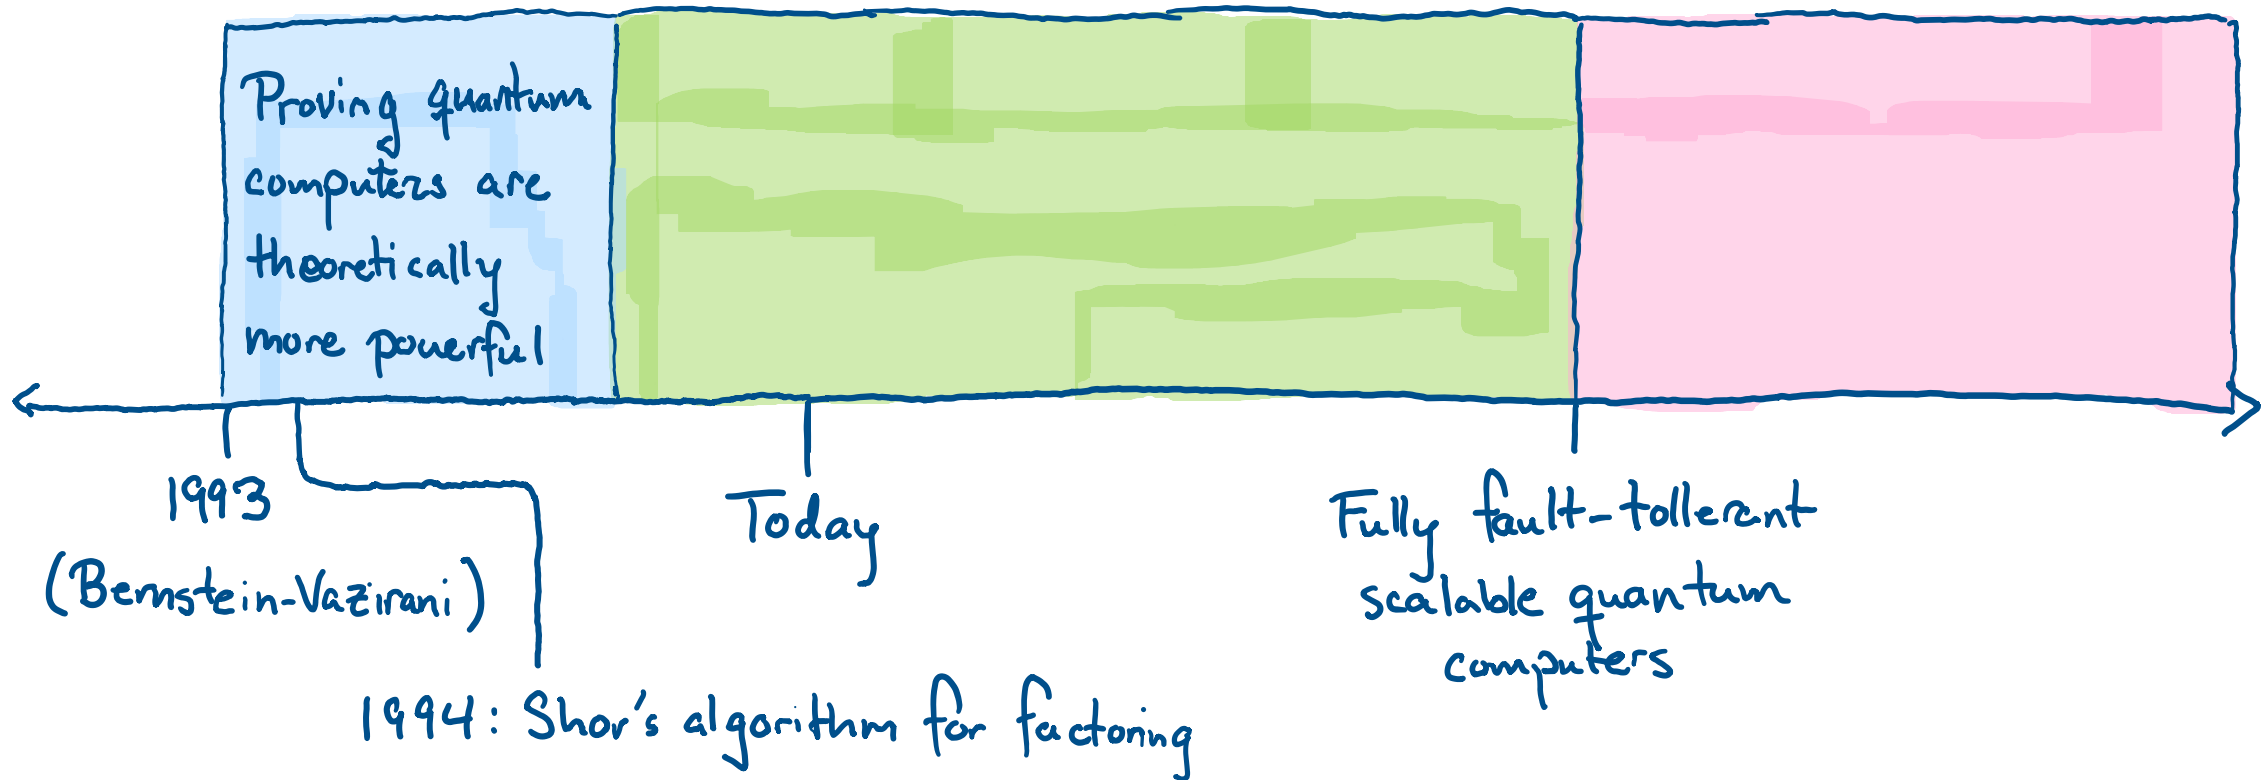 Proving quantum
computers are
theoretically
more powerful
1993
(Bernstein-Vazirani)
1994: Shor's algorithm for factoring
Today
Fully fault-tollerant
scalable quantum
computers